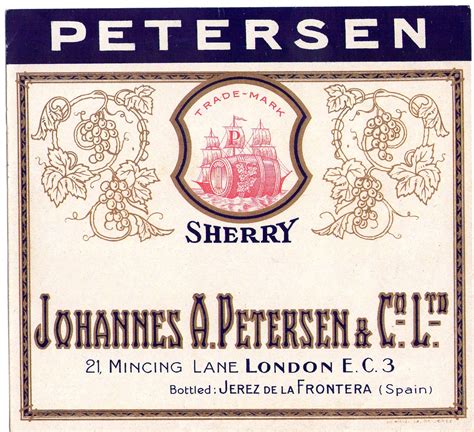 PETERSEN
TRADE-MARK
P
SHERRY
JOHANNES A. PETERSEN & Co. LTD
21, MINCING LANE LONDON E.C.3
Bottled: JEREZ DE LA FRONTERA (Spain)